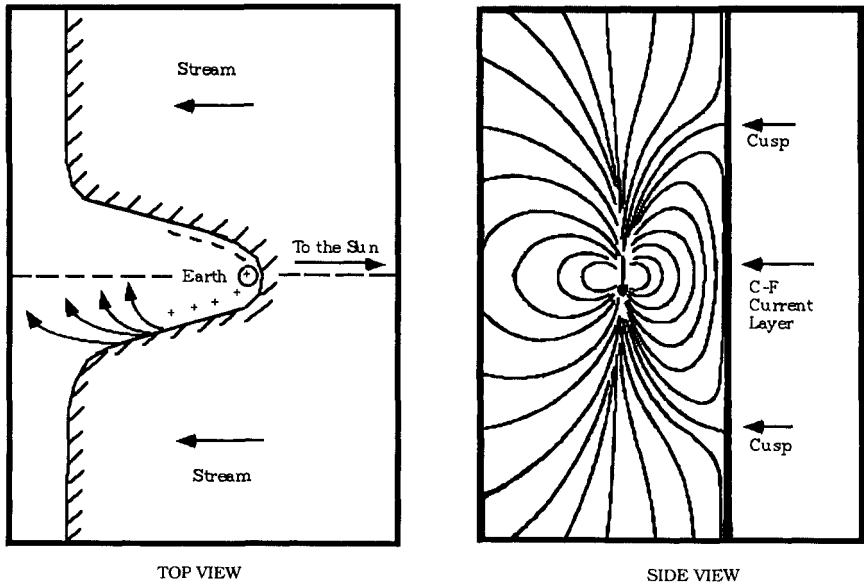 Stream
To the Sun
Earth
+
+ + + +
Stream
TOP VIEW
Cusp
C-F
Current
Layer
Cusp
SIDE VIEW